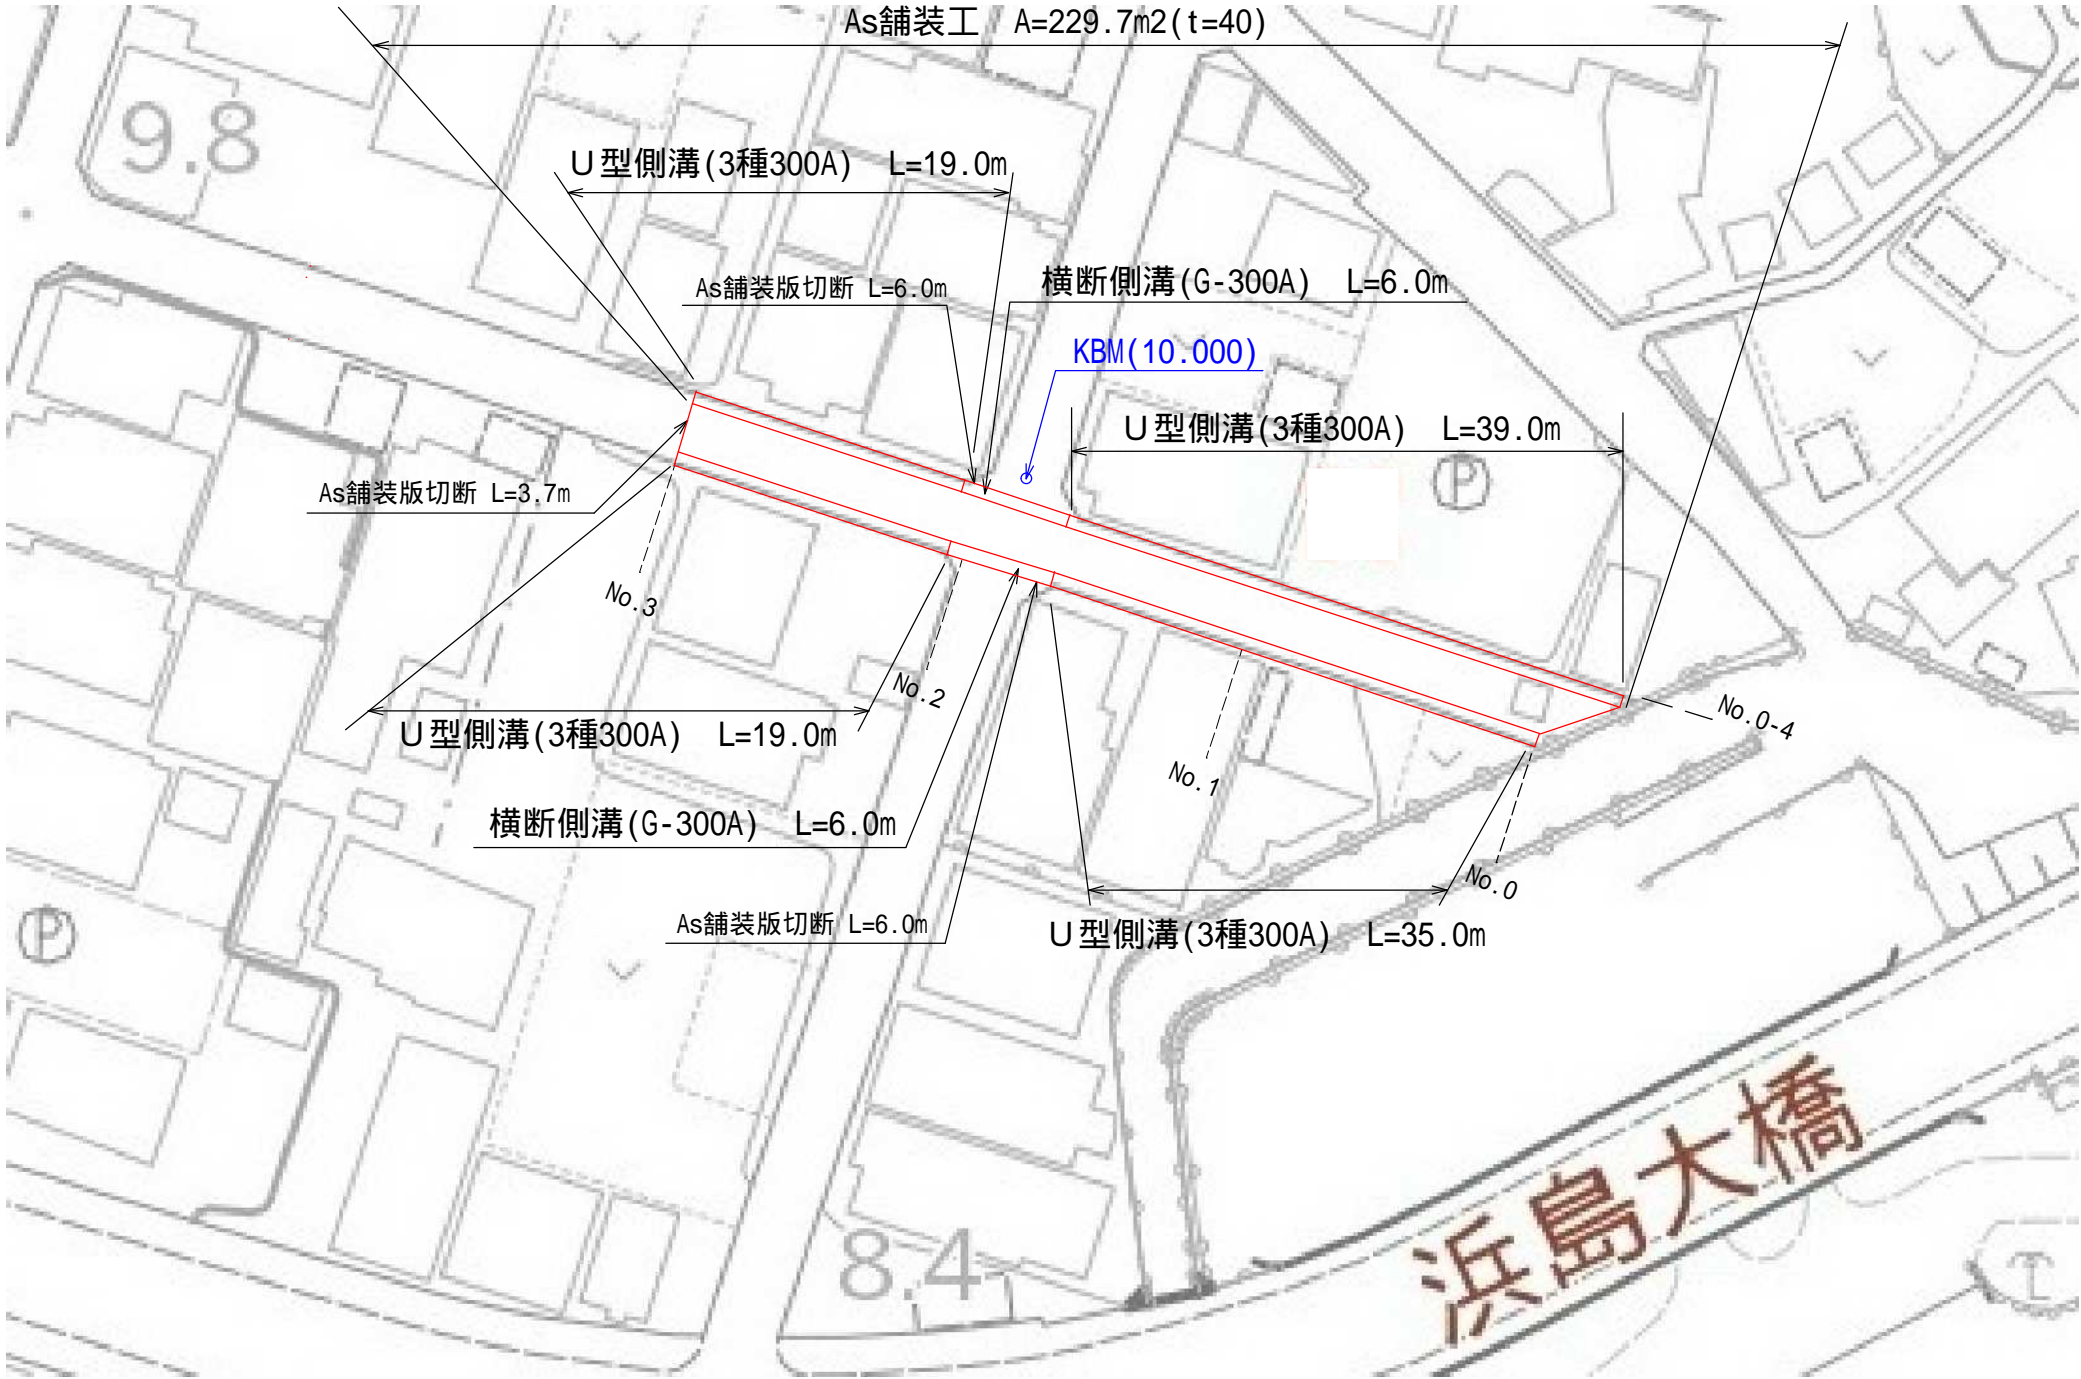 As舗装工 A=229.7m2(t=40)
9.8
U型側溝(3種300A) L=19.0m
As舗装版切断 L=6.0m
横断側溝(G-300A) L=6.0m
KBM(10.000)
U型側溝(3種300A) L=39.0m
P
As舗装版切断 L=3.7m
No.3
No.2
No.0-4
U型側溝(3種300A) L=19.0m
No.1
横断側溝(G-300A) L=6.0m
No.0
As舗装版切断 L=6.0m
U型側溝(3種300A) L=35.0m
P
浜島大橋
8.4